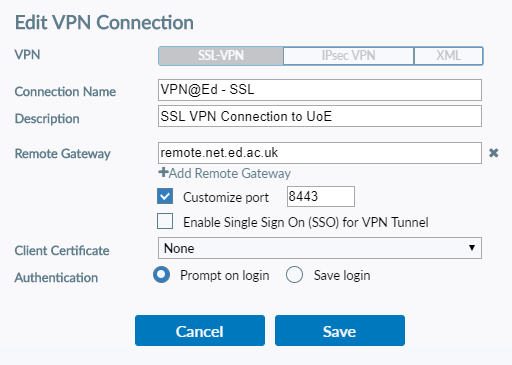 Edit VPN Connection
VPN SSL-VPN IPsec VPN XML
Connection Name VPN@Ed - SSL
Description SSL VPN Connection to UoE
Remote Gateway remote.net.ed.ac.uk
Add Remote Gateway
Customize port 8443
Enable Single Sign On (SSO) for VPN Tunnel
Client Certificate None
Authentication Prompt on login Save login
Cancel Save